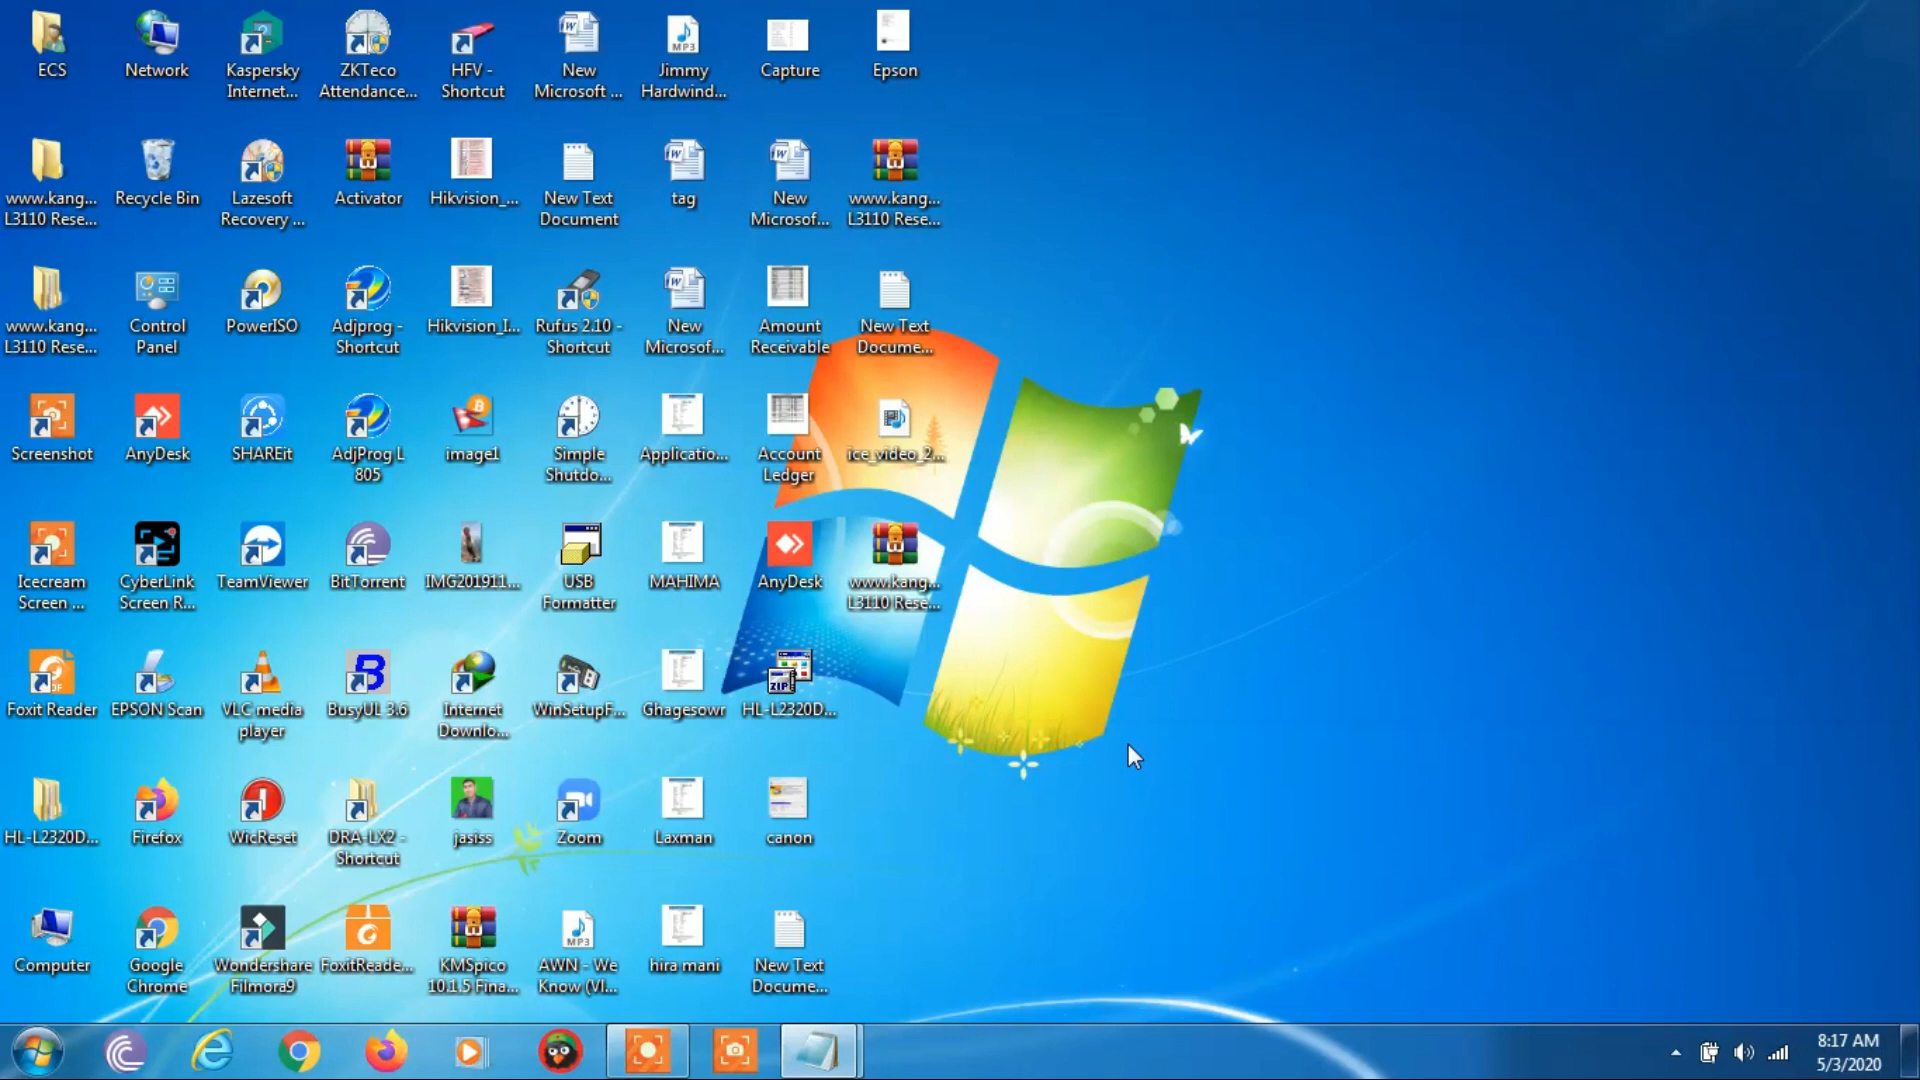 ECS
Network
Kaspersky
Internet...
ZKTeco
Attendance...
HFV -
Shortcut
New
Microsoft ...
Jimmy
Hardwind...
Capture
Epson
www.kang...
L3110 Rese...
Recycle Bin
Lazesoft
Recovery ...
Activator
Hikvision_...
New Text
Document
tag
New
Microsof...
www.kang...
L3110 Rese...
www.kang...
L3110 Rese...
Control
Panel
PowerISO
Adjprog -
Shortcut
Hikvision_I...
Rufus 2.10 -
Shortcut
New
Microsof...
Amount
Receivable
New Text
Docume...
Screenshot
AnyDesk
SHAREit
AdjProg L
805
image1
Simple
Shutdo...
Applicatio...
Account
Ledger
ice_video_2...
Icecream
Screen ...
CyberLink
Screen R...
TeamViewer
BitTorrent
IMG201911...
USB
Formatter
MAHIMA
AnyDesk
www.kang...
L3110 Rese...
Foxit Reader
EPSON Scan
VLC media
player
BusyUL 3.6
Internet
Downlo...
WinSetupF...
Ghagesowr
HL-L2320D...
HL-L2320D...
Firefox
WicReset
DRA-LX2 -
Shortcut
jasiss
Zoom
Laxman
canon
Computer
Google
Chrome
Wondershare
Filmora9
FoxitReade...
KMSpico
10.1.5 Fina...
AWN - We
Know (VI...
hira mani
New Text
Docume...
8:17 AM
5/3/2020